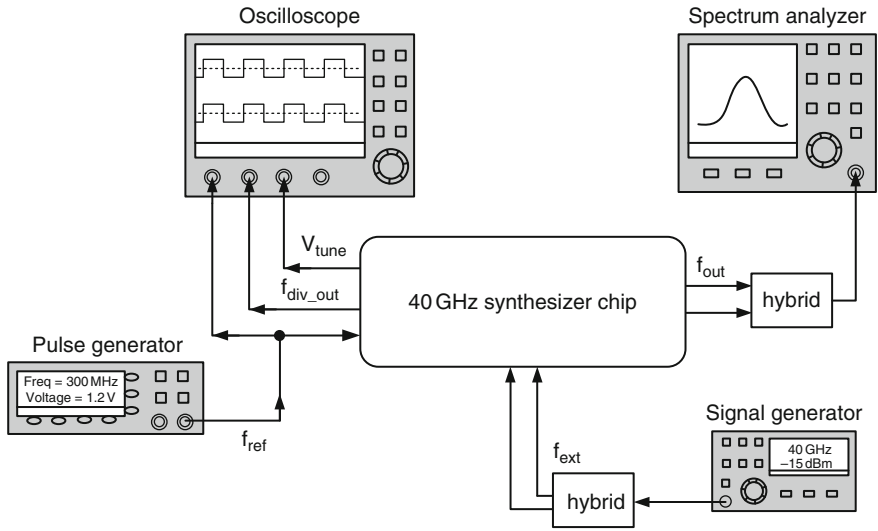 Oscilloscope
Spectrum analyzer
V_tune
f_div_out
40 GHz synthesizer chip
f_out
hybrid
Pulse generator
Freq = 300 MHz
Voltage = 1.2 V
f_ref
f_ext
hybrid
Signal generator
40 GHz
–15 dBm